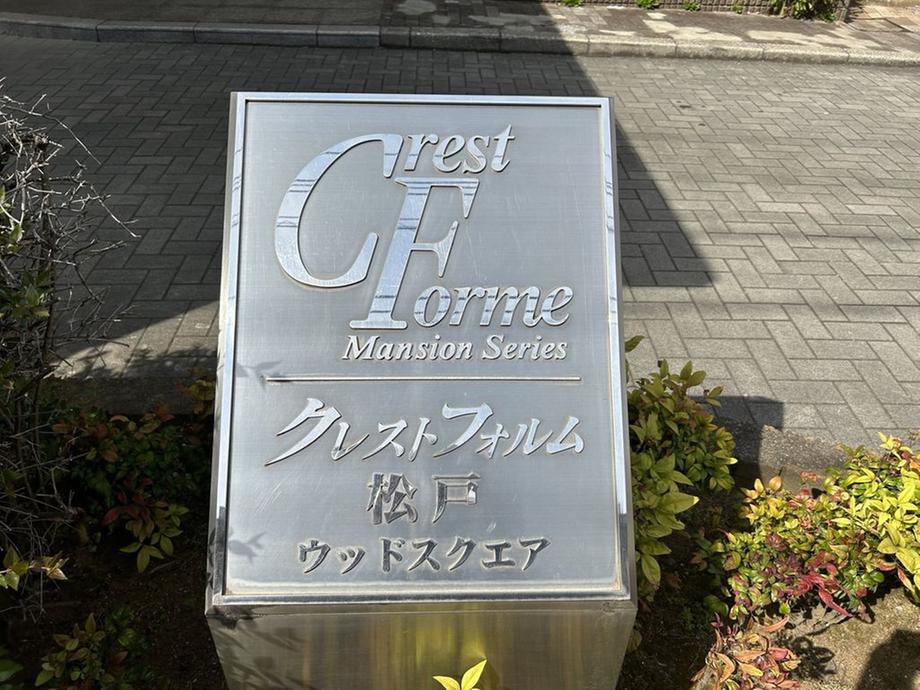 Crest
Forme
Mansion Series
クレストフォルム
松戸
ウッドスクエア